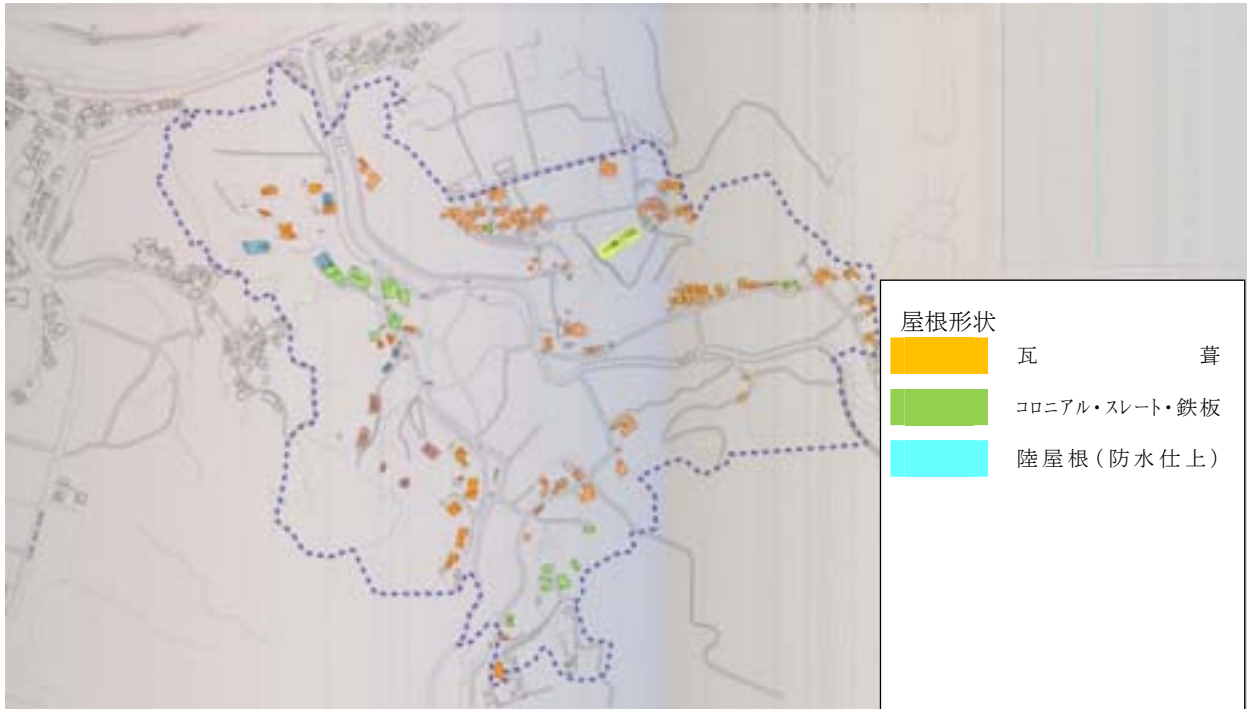 屋根形状
瓦　　　葺
コロニアル・スレート・鉄板
陸屋根（防水仕上）